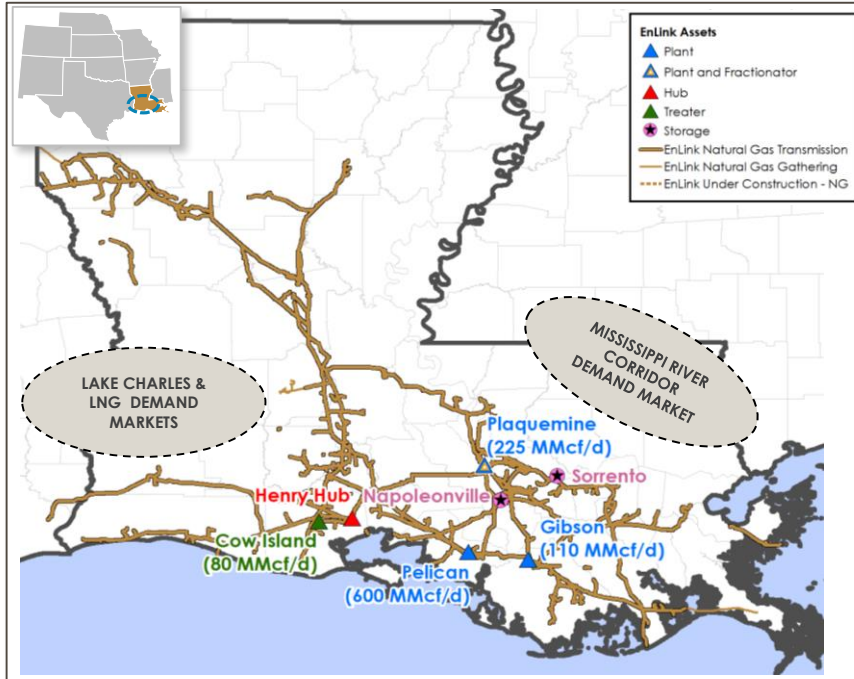 EnLink Assets
Plant
Plant and Fractionator
Hub
Treater
Storage
EnLink Natural Gas Transmission
EnLink Natural Gas Gathering
EnLink Under Construction - NG
MISSISSIPPI RIVER
CORRIDOR
DEMAND MARKET
LAKE CHARLES &
LNG DEMAND
MARKETS
Plaquemine
(225 MMcf/d)
Sorrento
Henry Hub
Napoleonville
Cow Island
(80 MMcf/d)
Gibson
(110 MMcf/d)
Pelican
(600 MMcf/d)